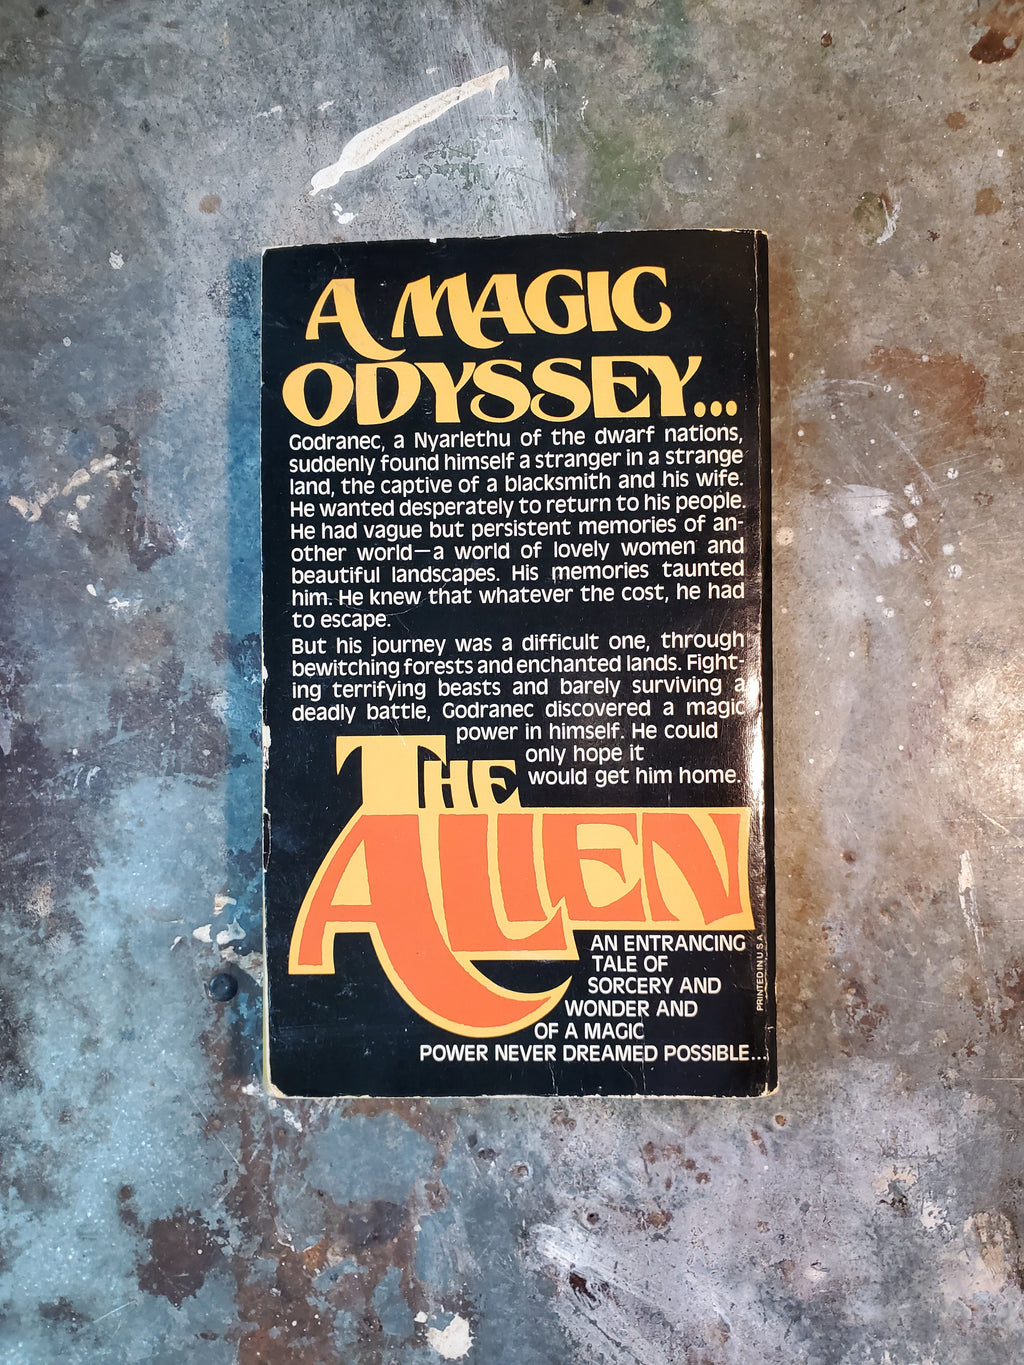 A MAGIC
ODYSSEY...
Godranec, a Nyarlethu of the dwarf nations,
suddenly found himself a stranger in a strange
land, the captive of a blacksmith and his wife.
He wanted desperately to return to his people.
He had vague but persistent memories of an-
other world—a world of lovely women and
beautiful landscapes. His memories taunted
him. He knew that whatever the cost, he had
to escape.
But his journey was a difficult one, through
bewitching forests and enchanted lands. Fight-
ing terrifying beasts and barely surviving a
deadly battle, Godranec discovered a magic
power in himself. He could
only hope it
would get him home.
THE
ALIEN
AN ENTRANCING
TALE OF
SORCERY AND
WONDER AND
OF A MAGIC
POWER NEVER DREAMED POSSIBLE...
PRINTED IN U.S.A.